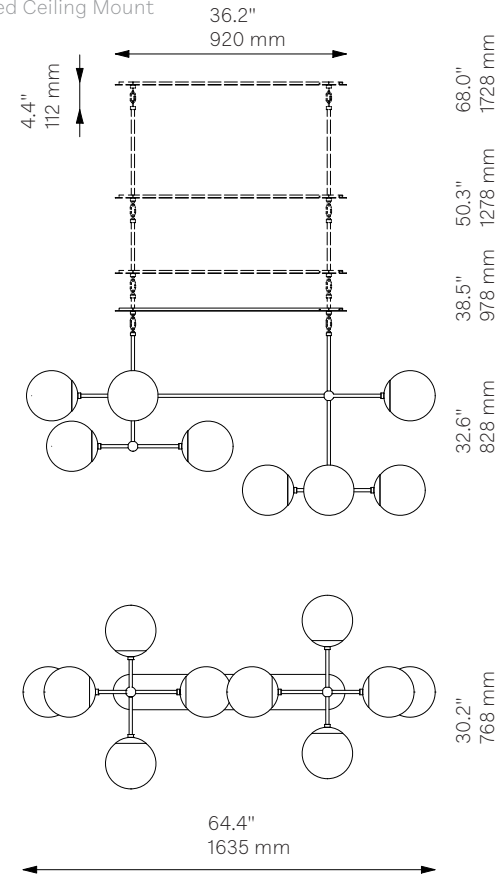 ed Ceiling Mount
36.2"
920 mm
4.4"
112 mm
68.0"
1728 mm
50.3"
1278 mm
38.5"
978 mm
32.6"
828 mm
30.2"
768 mm
64.4"
1635 mm